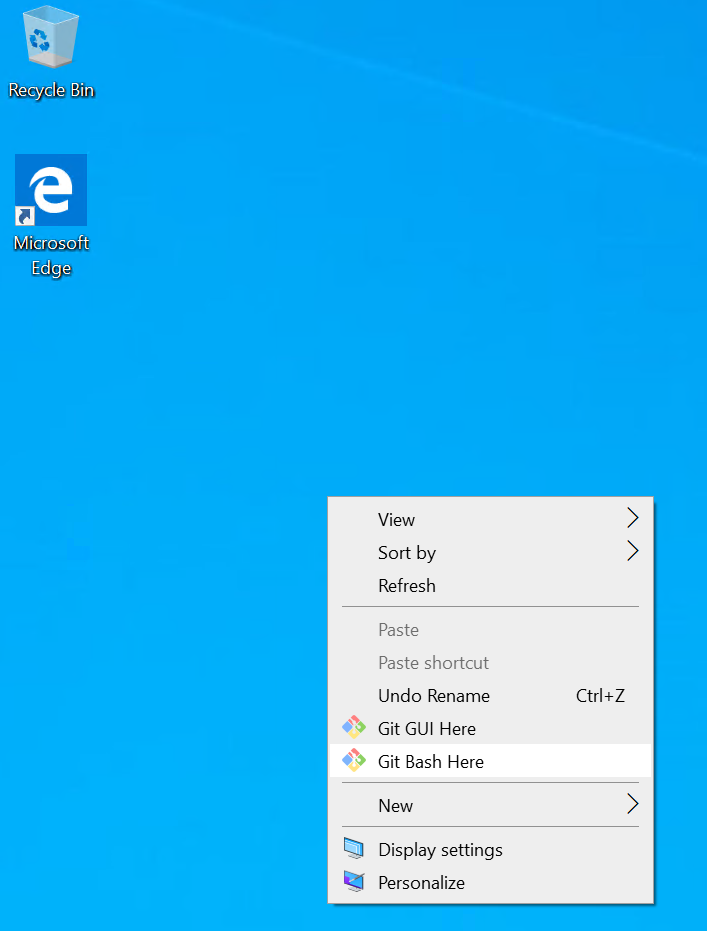 Recycle Bin
Microsoft
Edge
View
Sort by
Refresh
Paste
Paste shortcut
Undo Rename Ctrl+Z
Git GUI Here
Git Bash Here
New
Display settings
Personalize